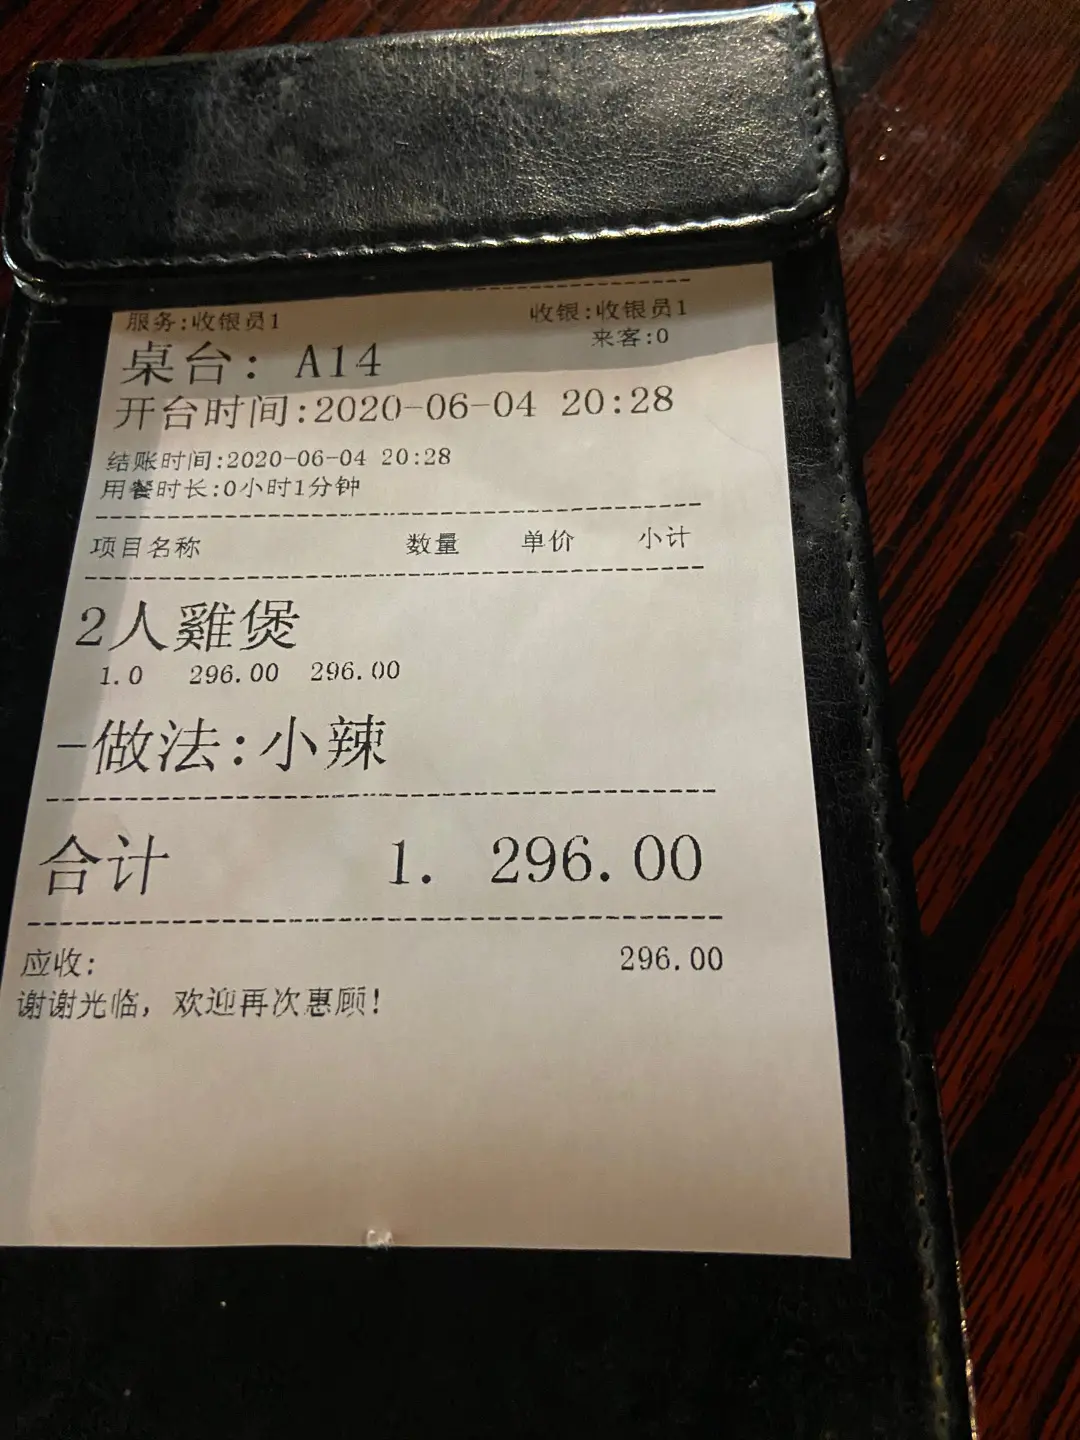 服务:收银员1 收银:收银员1
来客:0
桌台: A14
开台时间:2020-06-04 20:28
结账时间:2020-06-04 20:28
用餐时长:0小时1分钟
项目名称 数量 单价 小计
2人雞煲
1.0 296.00 296.00
-做法:小辣
合计 1. 296.00
应收: 296.00
谢谢光临, 欢迎再次惠顾!